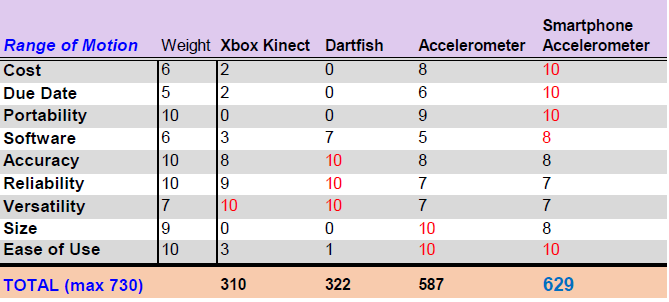 Smartphone
Range of Motion Weight Xbox Kinect Dartfish Accelerometer Accelerometer
Cost 6 2 0 8 10
Due Date 5 2 0 6 10
Portability 10 0 0 9 10
Software 6 3 7 5 8
Accuracy 10 8 10 8 8
Reliability 10 9 10 7 7
Versatility 7 10 10 7 7
Size 9 0 0 10 8
Ease of Use 10 3 1 10 10
TOTAL (max 730) 310 322 587 629